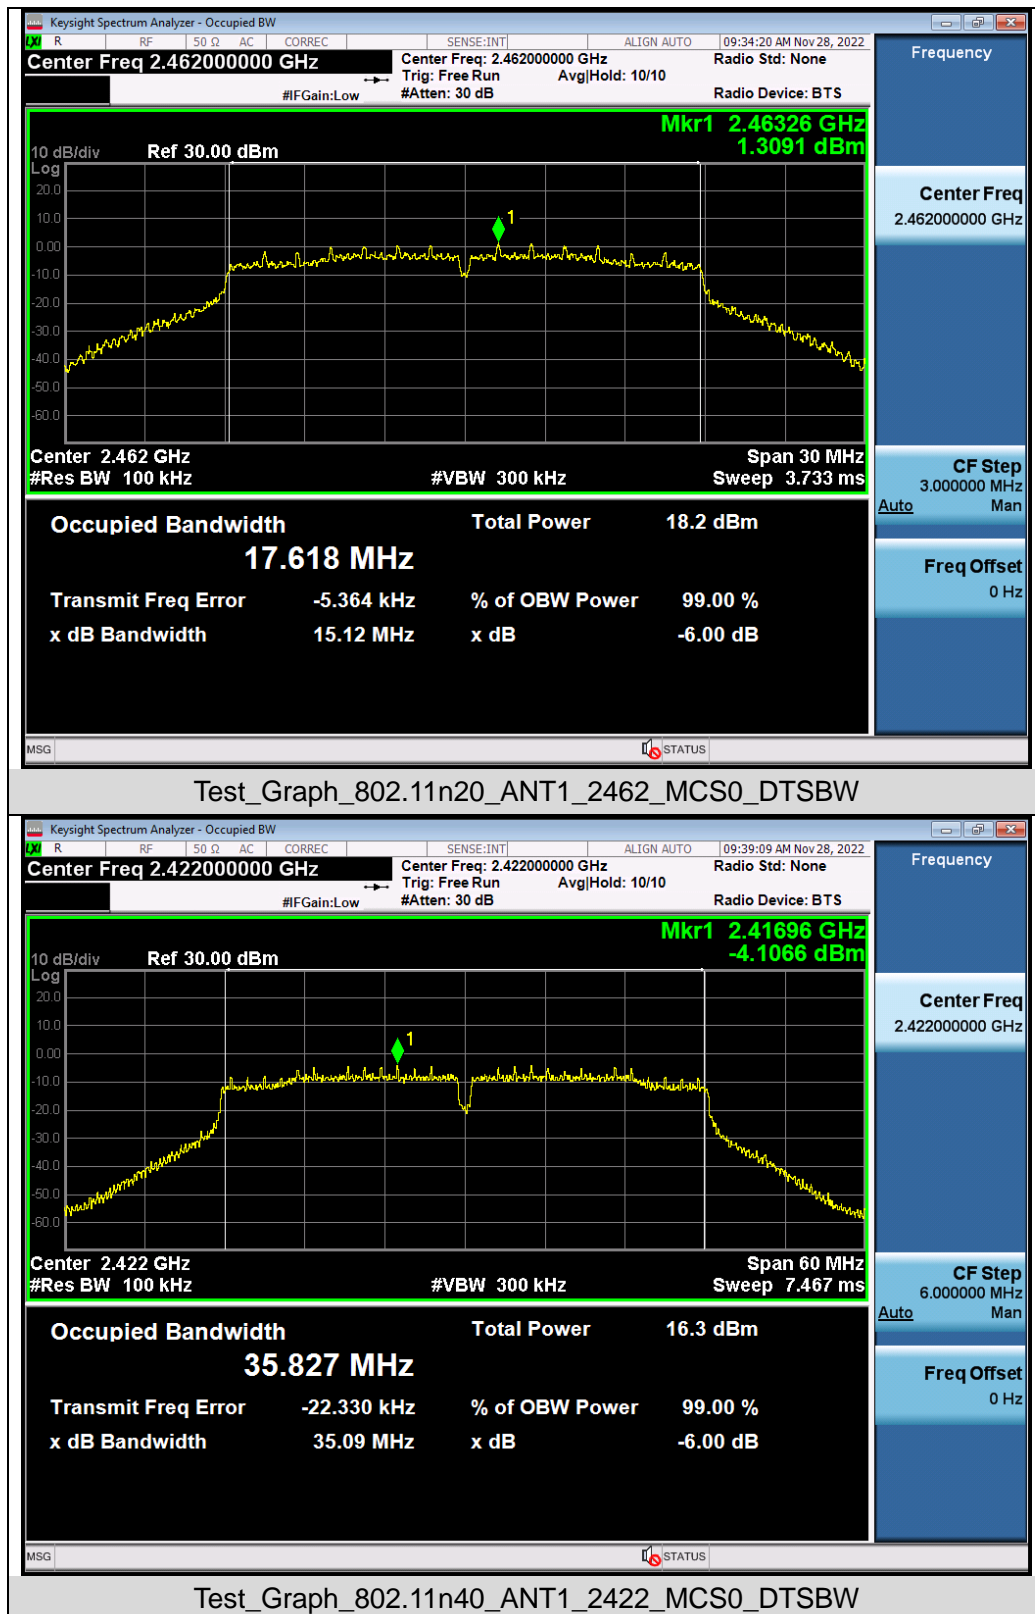 Keysight Spectrum Analyzer - Occupied BW
LXI R RF 50 Ω AC CORREC SENSE:INT ALIGN AUTO 09:34:20 AM Nov 28, 2022
Center Freq 2.462000000 GHz
Center Freq: 2.462000000 GHz Radio Std: None
Trig: Free Run Avg|Hold: 10/10
#IFGain:Low #Atten: 30 dB Radio Device: BTS
Mkr1 2.46326 GHz
1.3091 dBm
10 dB/div Ref 30.00 dBm
Log
20.0
10.0
0.00
-10.0
-20.0
-30.0
-40.0
-50.0
-60.0
1
Center 2.462 GHz Span 30 MHz
#Res BW 100 kHz #VBW 300 kHz Sweep 3.733 ms
Occupied Bandwidth Total Power 18.2 dBm
17.618 MHz
Transmit Freq Error -5.364 kHz % of OBW Power 99.00 %
x dB Bandwidth 15.12 MHz x dB -6.00 dB
MSG STATUS
Frequency
Center Freq
2.462000000 GHz
CF Step
3.000000 MHz
Auto Man
Freq Offset
0 Hz
Test_Graph_802.11n20_ANT1_2462_MCS0_DTSBW
Keysight Spectrum Analyzer - Occupied BW
LXI R RF 50 Ω AC CORREC SENSE:INT ALIGN AUTO 09:39:09 AM Nov 28, 2022
Center Freq 2.422000000 GHz
Center Freq: 2.422000000 GHz Radio Std: None
Trig: Free Run Avg|Hold: 10/10
#IFGain:Low #Atten: 30 dB Radio Device: BTS
Mkr1 2.41696 GHz
-4.1066 dBm
10 dB/div Ref 30.00 dBm
Log
20.0
10.0
0.00
-10.0
-20.0
-30.0
-40.0
-50.0
-60.0
1
Center 2.422 GHz Span 60 MHz
#Res BW 100 kHz #VBW 300 kHz Sweep 7.467 ms
Occupied Bandwidth Total Power 16.3 dBm
35.827 MHz
Transmit Freq Error -22.330 kHz % of OBW Power 99.00 %
x dB Bandwidth 35.09 MHz x dB -6.00 dB
MSG STATUS
Frequency
Center Freq
2.422000000 GHz
CF Step
6.000000 MHz
Auto Man
Freq Offset
0 Hz
Test_Graph_802.11n40_ANT1_2422_MCS0_DTSBW